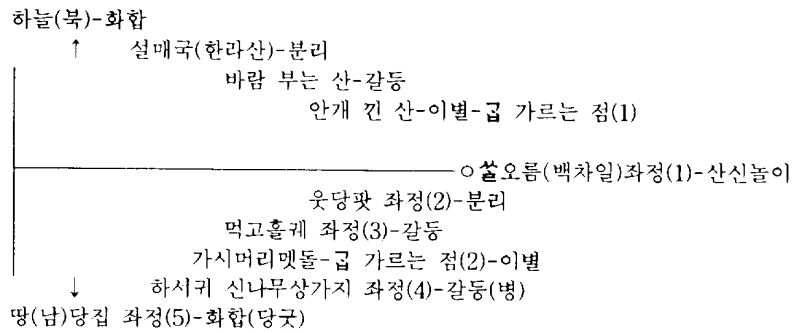 하늘(북)-화합
↑ 설매국(한라산)-분리
바람 부는 산-갈등
안개 낀 산-이별-굽 가르는 점(1)
쏠오름(백차일)좌정(1)-산신놀이
웃당팟 좌정(2)-분리
먹고흘궤 좌정(3)-갈등
가시머리멧돌-굽 가르는 점(2)-이별
↓ 하서귀 신나무상가지 좌정(4)-갈등(병)
땅(남)당집 좌정(5)-화합(당굿)